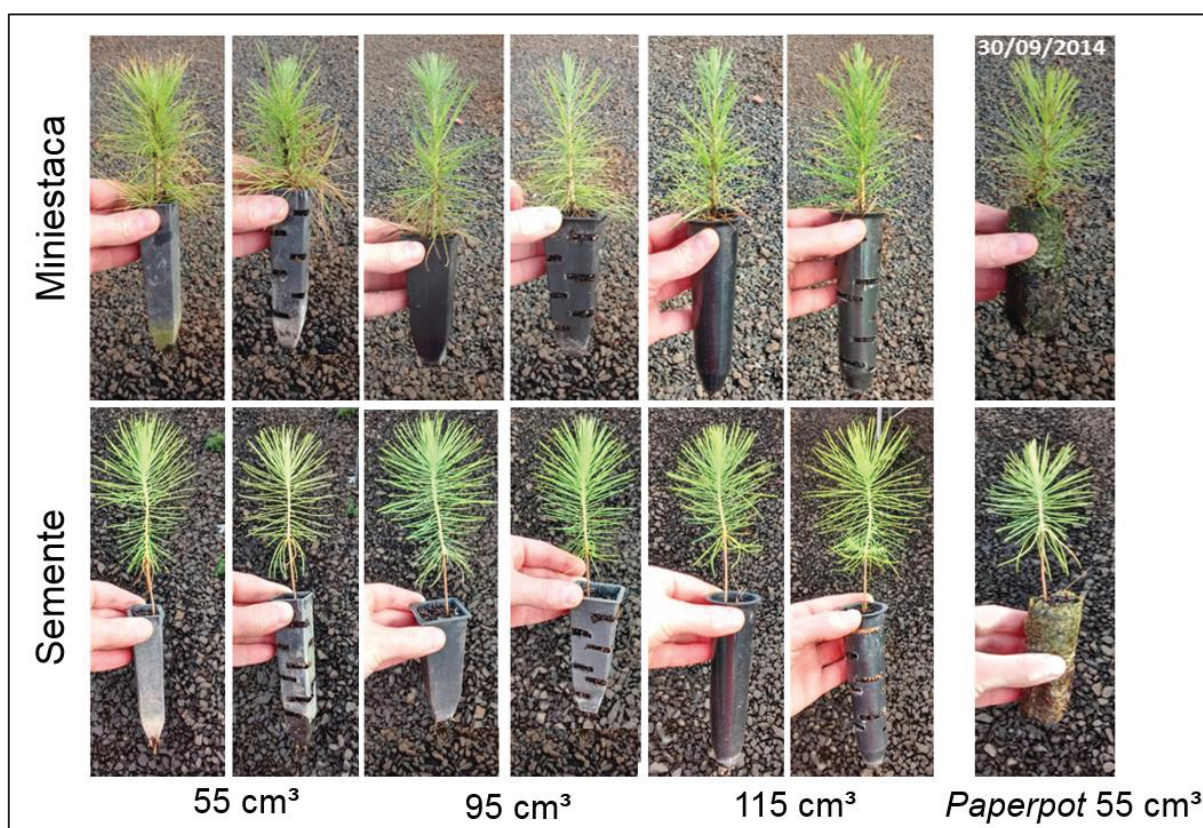 30/09/2014
Miniestaca
Semente
55 cm³
95 cm³
115 cm³
Paperpot 55 cm³